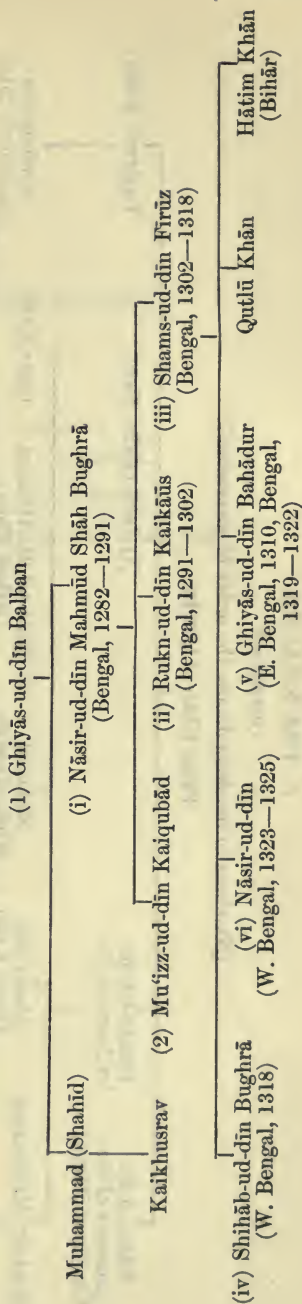 (1) Ghiyās-ud-dīn Balban
Muhammad (Shahīd)
(i) Nāsir-ud-dīn Mahmūd Shāh Bughrā
(Bengal, 1282—1291)
Kaikhusrav
(2) Mu‘izz-ud-dīn Kaiqubād
(ii) Rukn-ud-dīn Kaikāūs
(Bengal, 1291—1302)
(iii) Shams-ud-dīn Fīrūz
(Bengal, 1302—1318)
(iv) Shihāb-ud-dīn Bughrā
(W. Bengal, 1318)
(vi) Nāsir-ud-dīn
(W. Bengal, 1323—1325)
(v) Ghiyās-ud-dīn Bahādur
(E. Bengal, 1310, Bengal,
1319—1322)
Qutlū Khān
Hātim Khān
(Bihār)